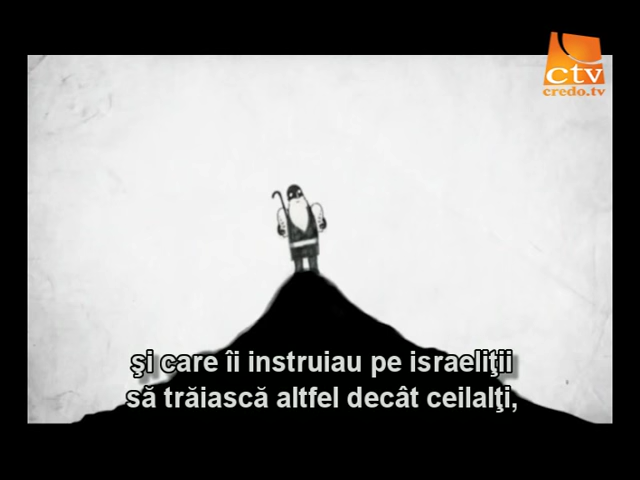 ctv
credo.tv
şi care îi instruiau pe israeliţii
să trăiască altfel decât ceilalţi,